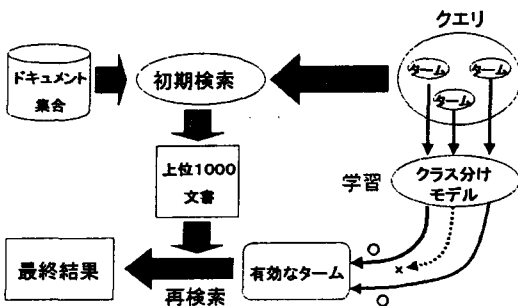 クエリ
ドキュメント
集合
初期検索
ターム
ターム
ターム
上位1000
文書
学習
クラス分け
モデル
最終結果
再検索
有効なターム
○
×
○